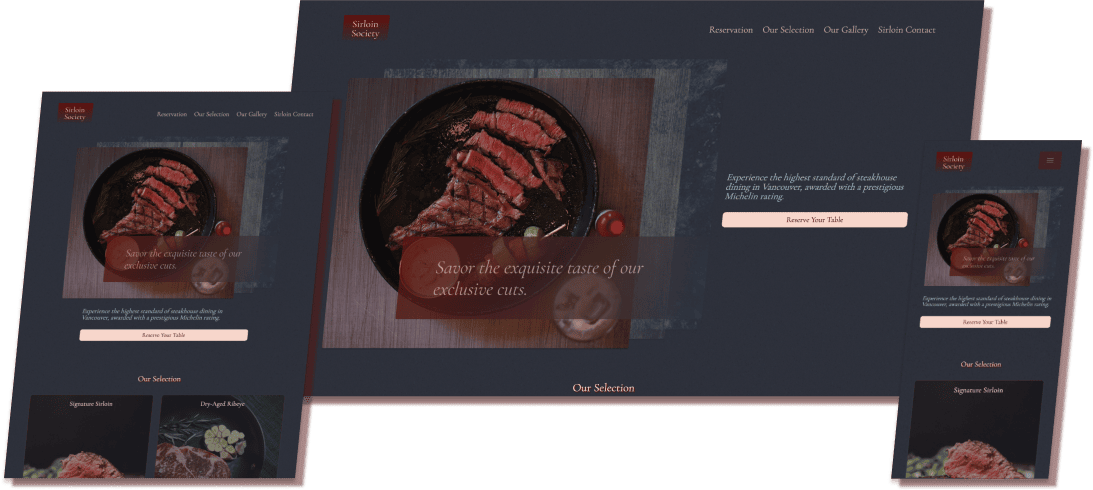 Sirloin
Society
Reservation Our Selection Our Gallery Sirloin Contact
Savor the exquisite taste of our
exclusive cuts.
Experience the highest standard of steakhouse
dining in Vancouver, awarded with a prestigious
Michelin rating.
Reserve Your Table
Our Selection
Sirloin
Society
Reservation Our Selection Our Gallery Sirloin Contact
Savor the exquisite taste of our
exclusive cuts.
Experience the highest standard of steakhouse dining in
Vancouver, awarded with a prestigious Michelin rating.
Reserve Your Table
Our Selection
Signature Sirloin
Dry-Aged Ribeye
Sirloin
Society
Savor the exquisite taste of our
exclusive cuts.
Experience the highest standard of steakhouse dining in
Vancouver, awarded with a prestigious Michelin rating.
Reserve Your Table
Our Selection
Signature Sirloin